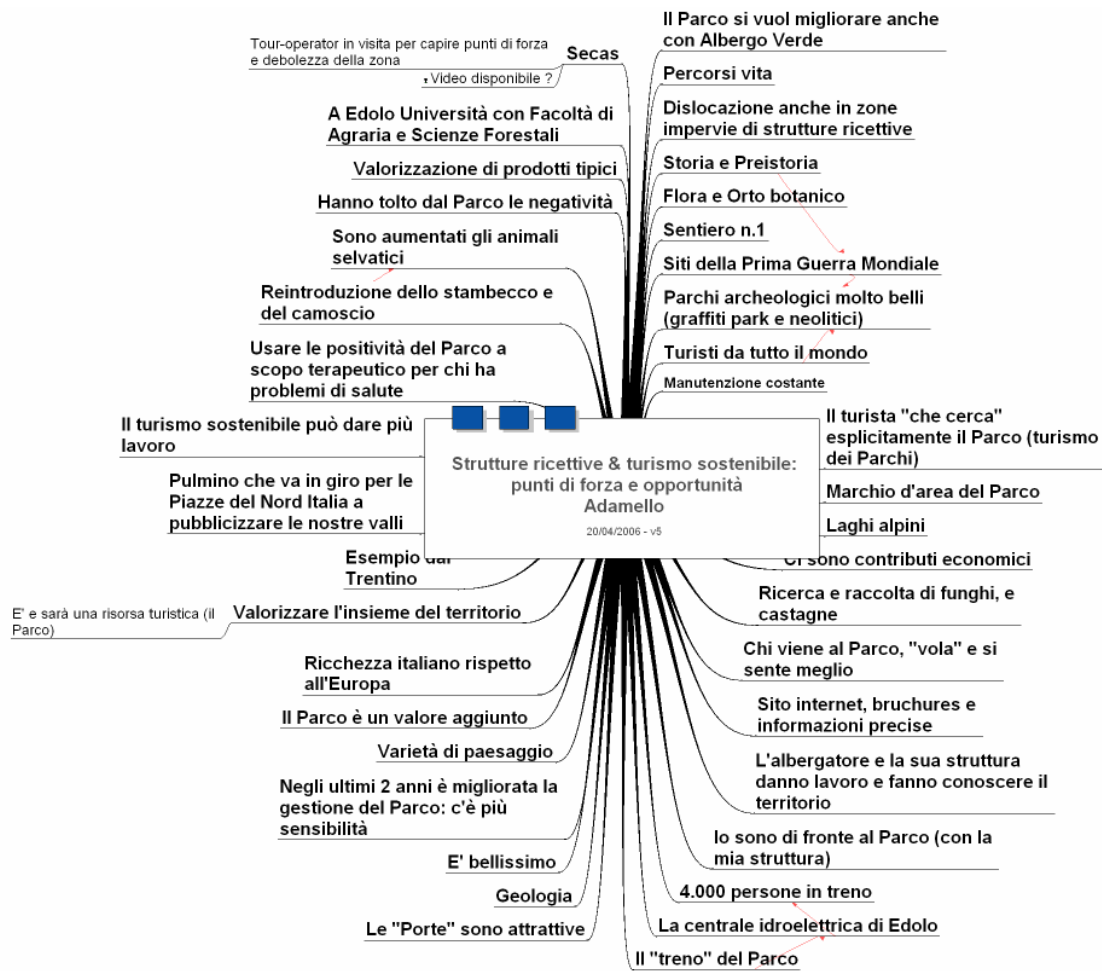 Strutture ricettive & turismo sostenibile:
punti di forza e opportunità
Adamello
20/04/2006 - v5
Il Parco si vuol migliorare anche
con Albergo Verde
Percorsi vita
Dislocazione anche in zone
impervie di strutture ricettive
Storia e Preistoria
Flora e Orto botanico
Sentiero n.1
Siti della Prima Guerra Mondiale
Parchi archeologici molto belli
(graffiti park e neolitici)
Turisti da tutto il mondo
Manutenzione costante
Il turista "che cerca"
esplicitamente il Parco (turismo
dei Parchi)
Marchio d'area del Parco
Laghi alpini
Ci sono contributi economici
Ricerca e raccolta di funghi, e
castagne
Chi viene al Parco, "vola" e si
sente meglio
Sito internet, bruchures e
informazioni precise
L'albergatore e la sua struttura
danno lavoro e fanno conoscere il
territorio
Io sono di fronte al Parco (con la
mia struttura)
4.000 persone in treno
La centrale idroelettrica di Edolo
Il "treno" del Parco
Secas
Tour-operator in visita per capire punti di forza
e debolezza della zona
Video disponibile ?
A Edolo Università con Facoltà di
Agraria e Scienze Forestali
Valorizzazione di prodotti tipici
Hanno tolto dal Parco le negatività
Sono aumentati gli animali
selvatici
Reintroduzione dello stambecco e
del camoscio
Usare le positività del Parco a
scopo terapeutico per chi ha
problemi di salute
Il turismo sostenibile può dare più
lavoro
Pulmino che va in giro per le
Piazze del Nord Italia a
pubblicizzare le nostre valli
Esempio dal
Trentino
Valorizzare l'insieme del territorio
E' e sarà una risorsa turistica (il
Parco)
Ricchezza italiano rispetto
all'Europa
Il Parco è un valore aggiunto
Varietà di paesaggio
Negli ultimi 2 anni è migliorata la
gestione del Parco: c'è più
sensibilità
E' bellissimo
Geologia
Le "Porte" sono attrattive